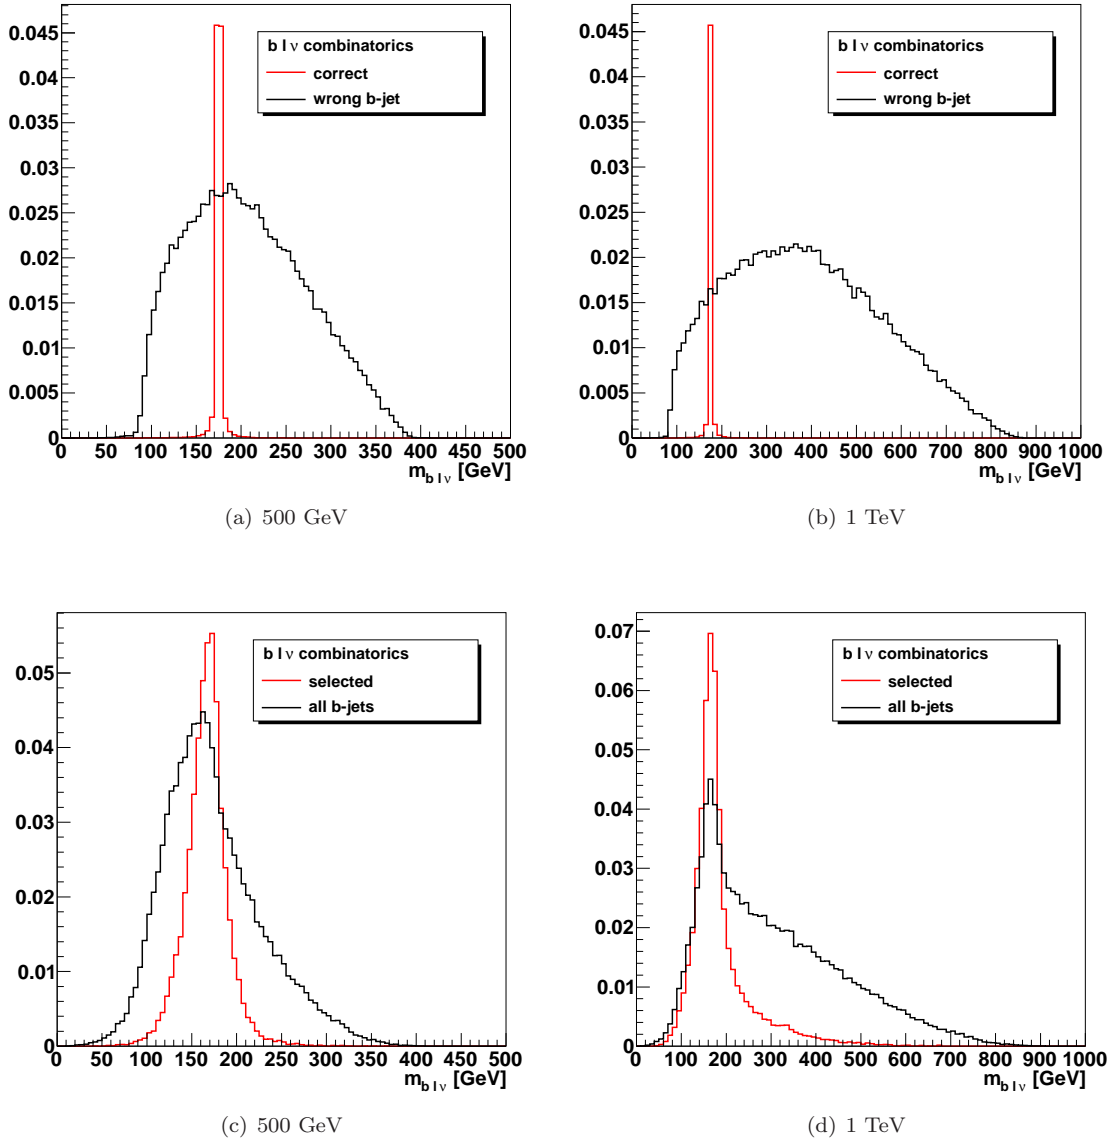 0.045
0.04
0.035
0.03
0.025
0.02
0.015
0.01
0.005
0
b l ν combinatorics
correct
wrong b-jet
0 50 100 150 200 250 300 350 400 450 500
m b l ν [GeV]
(a) 500 GeV
0.045
0.04
0.035
0.03
0.025
0.02
0.015
0.01
0.005
0
b l ν combinatorics
correct
wrong b-jet
0 100 200 300 400 500 600 700 800 900 1000
m b l ν [GeV]
(b) 1 TeV
0.05
0.04
0.03
0.02
0.01
0
b l ν combinatorics
selected
all b-jets
0 50 100 150 200 250 300 350 400 450 500
m b l ν [GeV]
(c) 500 GeV
0.07
0.06
0.05
0.04
0.03
0.02
0.01
0
b l ν combinatorics
selected
all b-jets
0 100 200 300 400 500 600 700 800 900 1000
m b l ν [GeV]
(d) 1 TeV